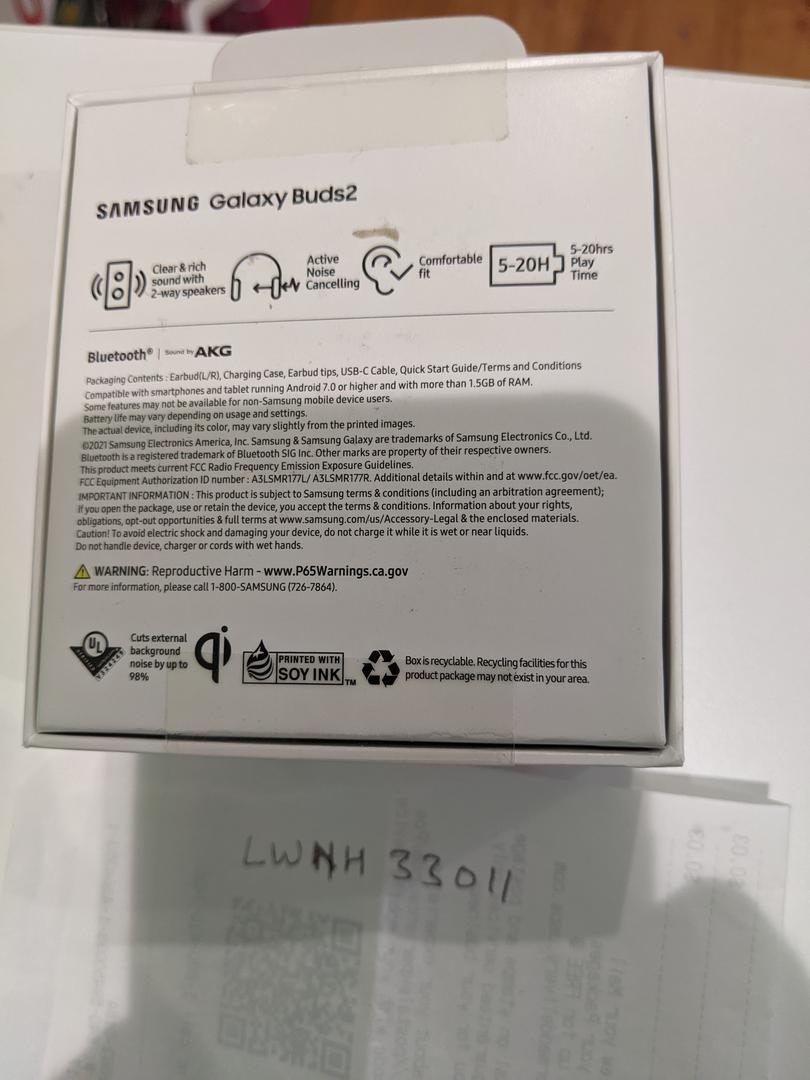 SAMSUNG Galaxy Buds2
Clear & rich
sound with
2-way speakers
Active
Noise
Cancelling
Comfortable
fit
5-20H
5-20hrs
Play
Time
Bluetooth® | Sound by AKG
Packaging Contents : Earbud(L/R), Charging Case, Earbud tips, USB-C Cable, Quick Start Guide/Terms and Conditions
Compatible with smartphones and tablet running Android 7.0 or higher and with more than 1.5GB of RAM.
Some features may not be available for non-Samsung mobile device users.
Battery life may vary depending on usage and settings.
The actual device, including its color, may vary slightly from the printed images.
©2021 Samsung Electronics America, Inc. Samsung & Samsung Galaxy are trademarks of Samsung Electronics Co., Ltd.
Bluetooth is a registered trademark of Bluetooth SIG Inc. Other marks are property of their respective owners.
This product meets current FCC Radio Frequency Emission Exposure Guidelines.
FCC Equipment Authorization ID number : A3LSMR177L/ A3LSMR177R. Additional details within and at www.fcc.gov/oet/ea.
IMPORTANT INFORMATION : This product is subject to Samsung terms & conditions (including an arbitration agreement);
if you open the package, use or retain the device, you accept the terms & conditions. Information about your rights,
obligations, opt-out opportunities & full terms at www.samsung.com/us/Accessory-Legal & the enclosed materials.
Caution! To avoid electric shock and damaging your device, do not charge it while it is wet or near liquids.
Do not handle device, charger or cords with wet hands.
WARNING: Reproductive Harm - www.P65Warnings.ca.gov
For more information, please call 1-800-SAMSUNG (726-7864).
UL
Cuts external
background
noise by up to
98%
qi
PRINTED WITH
SOY INK TM
Box is recyclable. Recycling facilities for this
product package may not exist in your area.
LWNH 33011